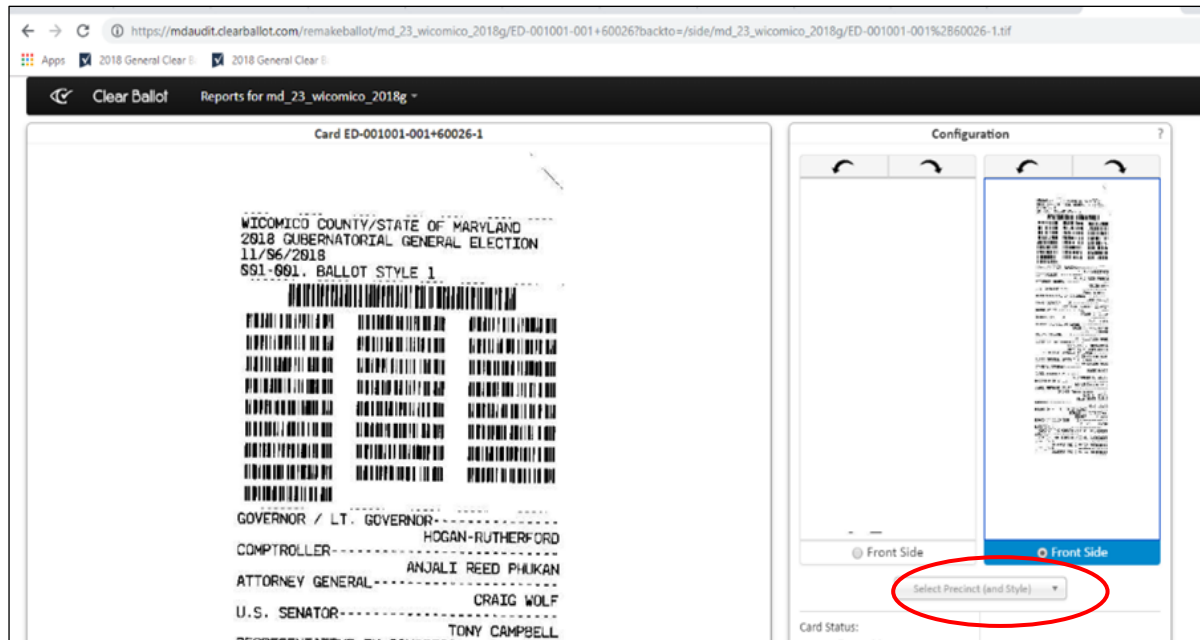 https://mdaudit.clearballot.com/remakeballot/md_23_wicomico_2018g/ED-001001-001+60026?backto=/side/md_23_wicomico_2018g/ED-001001-001%2B60026-1.tif
Apps 2018 General Clear B 2018 General Clear B
Clear Ballot Reports for md_23_wicomico_2018g
Card ED-001001-001+60026-1
WICOMICO COUNTY/STATE OF MARYLAND
2018 GUBERNATORIAL GENERAL ELECTION
11/S6/2018
SS1-001. BALLOT STYLE 1
GOVERNOR / LT. GOVERNOR
HOGAN-RUTHERFORD
COMPTROLLER
ANJALI REED PHUKAN
ATTORNEY GENERAL
CRAIG WOLF
U.S. SENATOR
TONY CAMPBELL
Configuration ?
Front Side Front Side
Select Precinct (and Style)
Card Status: